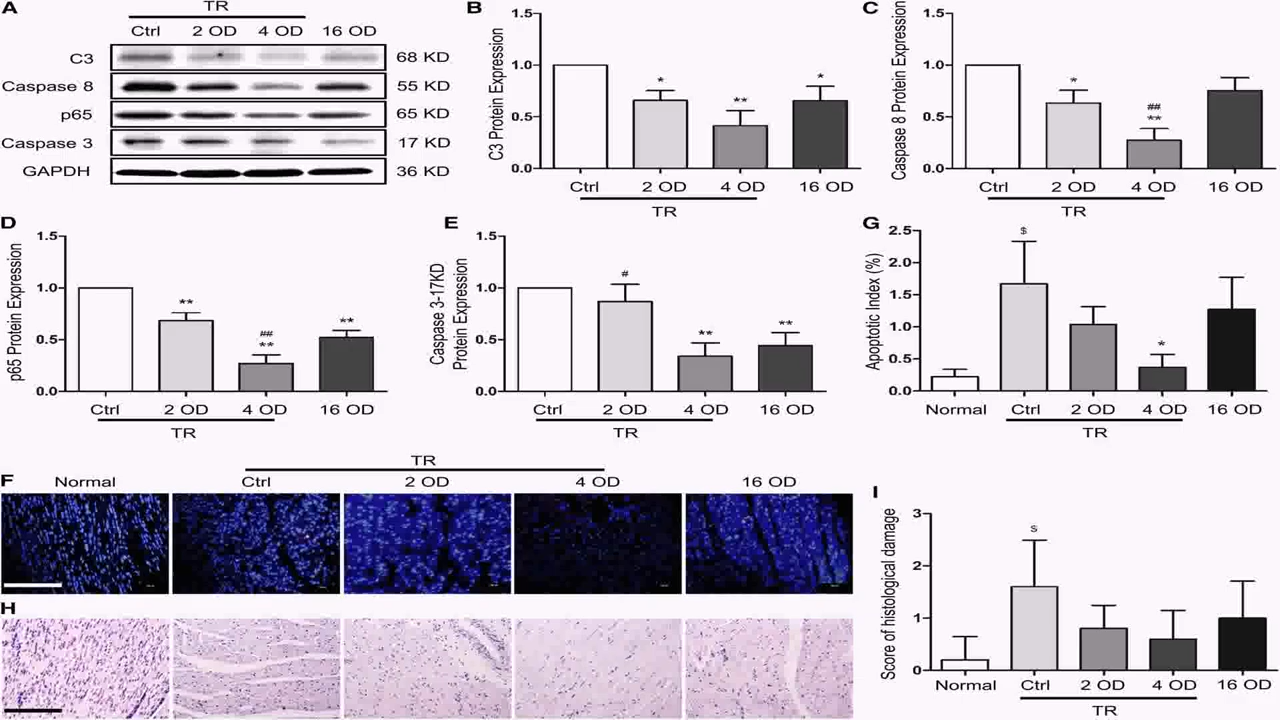 A
TR
Ctrl 2 OD 4 OD 16 OD
C3 68 KD
Caspase 8 55 KD
p65 65 KD
Caspase 3 17 KD
GAPDH 36 KD
B
C3 Protein Expression
1.5
1.0
0.5
0.0
* ** *
Ctrl 2 OD 4 OD 16 OD
TR
C
Caspase 8 Protein Expression
1.5
1.0
0.5
0.0
*
##
**
Ctrl 2 OD 4 OD 16 OD
TR
D
p65 Protein Expression
1.5
1.0
0.5
0.0
**
##
**
**
Ctrl 2 OD 4 OD 16 OD
TR
E
Caspase 3-17KD
Protein Expression
1.5
1.0
0.5
0.0
#
**
**
Ctrl 2 OD 4 OD 16 OD
TR
G
Apoptotic Index (%)
2.5
2.0
1.5
1.0
0.5
0.0
$
*
Normal Ctrl 2 OD 4 OD 16 OD
TR
F
TR
Normal Ctrl 2 OD 4 OD 16 OD
H
I
Score of histological damage
3
2
1
0
$
Normal Ctrl 2 OD 4 OD 16 OD
TR